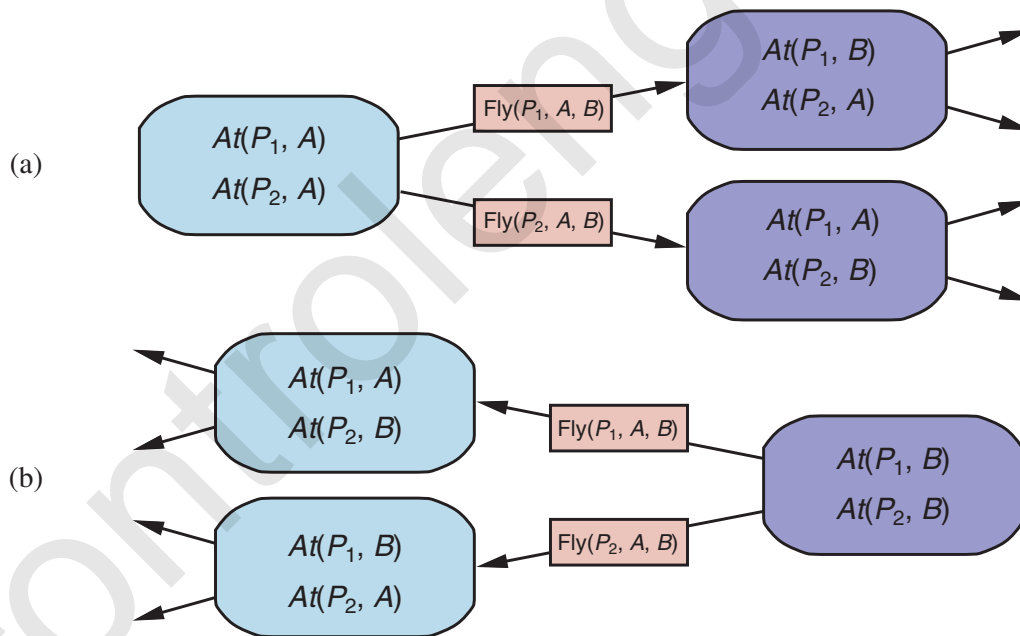 (a)
At(P₁, A)
At(P₂, A)
Fly(P₁, A, B)
Fly(P₂, A, B)
At(P₁, B)
At(P₂, A)
At(P₁, A)
At(P₂, B)
(b)
At(P₁, A)
At(P₂, B)
At(P₁, B)
At(P₂, A)
Fly(P₁, A, B)
Fly(P₂, A, B)
At(P₁, B)
At(P₂, B)
ontroleng